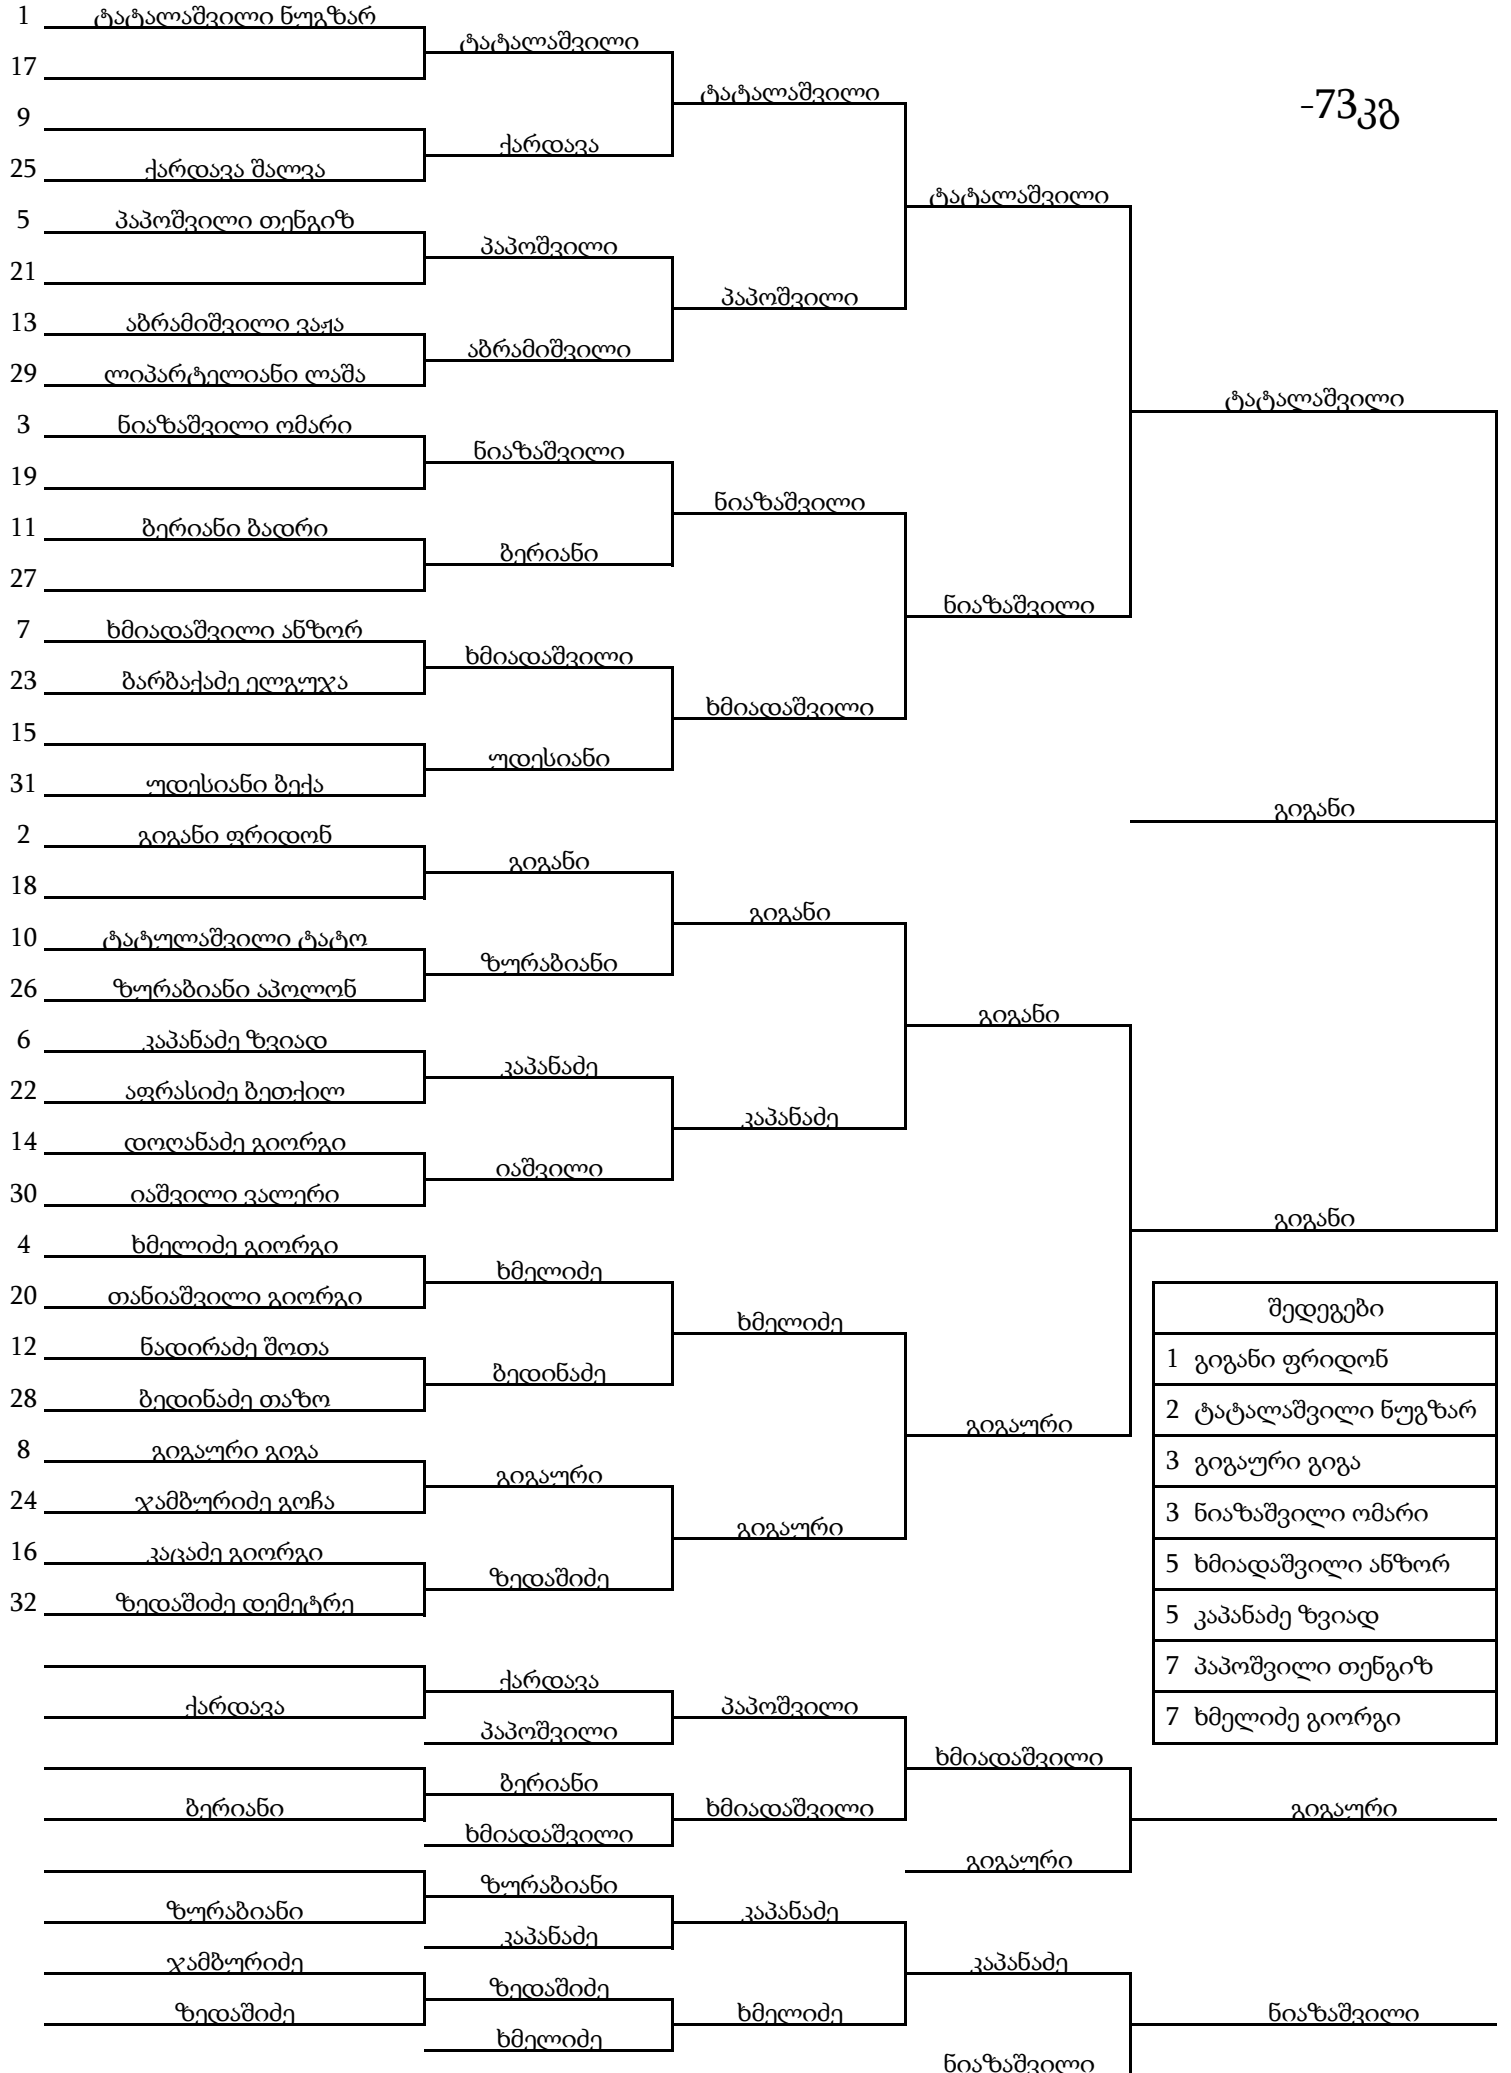 1 ტატალაშვილი ნუგზარ
ტატალაშვილი
17
ტატალაშვილი
-73კგ
9
ქარდავა
25 ქარდავა შალვა
ტატალაშვილი
5 პაპოშვილი თენგიზ
პაპოშვილი
21
პაპოშვილი
13 აბრამიშვილი ვაჟა
აბრამიშვილი
29 ლიპარტელიანი ლაშა
ტატალაშვილი
3 ნიაზაშვილი ომარი
ნიაზაშვილი
19
ნიაზაშვილი
11 ბერიანი ბადრი
ბერიანი
27
ნიაზაშვილი
7 ხმიადაშვილი ანზორ
ხმიადაშვილი
23 ბარბაქაძე ელგუჯა
ხმიადაშვილი
15
უდესიანი
31 უდესიანი ბექა
გიგანი
2 გიგანი ფრიდონ
გიგანი
18
გიგანი
10 ტატულაშვილი ტატო
ზურაბიანი
26 ზურაბიანი აპოლონ
გიგანი
6 კაპანაძე ზვიად
კაპანაძე
22 აფრასიძე ბეთქილ
კაპანაძე
14 დოღანაძე გიორგი
იაშვილი
30 იაშვილი ვალერი
გიგანი
4 ხმელიძე გიორგი
ხმელიძე
20 თანიაშვილი გიორგი
შედეგები
ხმელიძე
12 ნადირაძე შოთა
1 გიგანი ფრიდონ
ბედინაძე
28 ბედინაძე თაზო
2 ტატალაშვილი ნუგზარ
გიგაური
8 გიგაური გიგა
3 გიგაური გიგა
გიგაური
24 ჯამბურიძე გოჩა
3 ნიაზაშვილი ომარი
გიგაური
16 კაცაძე გიორგი
5 ხმიადაშვილი ანზორ
ზედაშიძე
32 ზედაშიძე დემეტრე
5 კაპანაძე ზვიად
7 პაპოშვილი თენგიზ
ქარდავა
ქარდავა
პაპოშვილი
7 ხმელიძე გიორგი
პაპოშვილი
ხმიადაშვილი
ბერიანი
ბერიანი
ხმიადაშვილი
გიგაური
ხმიადაშვილი
გიგაური
ზურაბიანი
ზურაბიანი
კაპანაძე
კაპანაძე
ჯამბურიძე
კაპანაძე
ზედაშიძე
ზედაშიძე
ხმელიძე
ნიაზაშვილი
ხმელიძე
ნიაზაშვილი